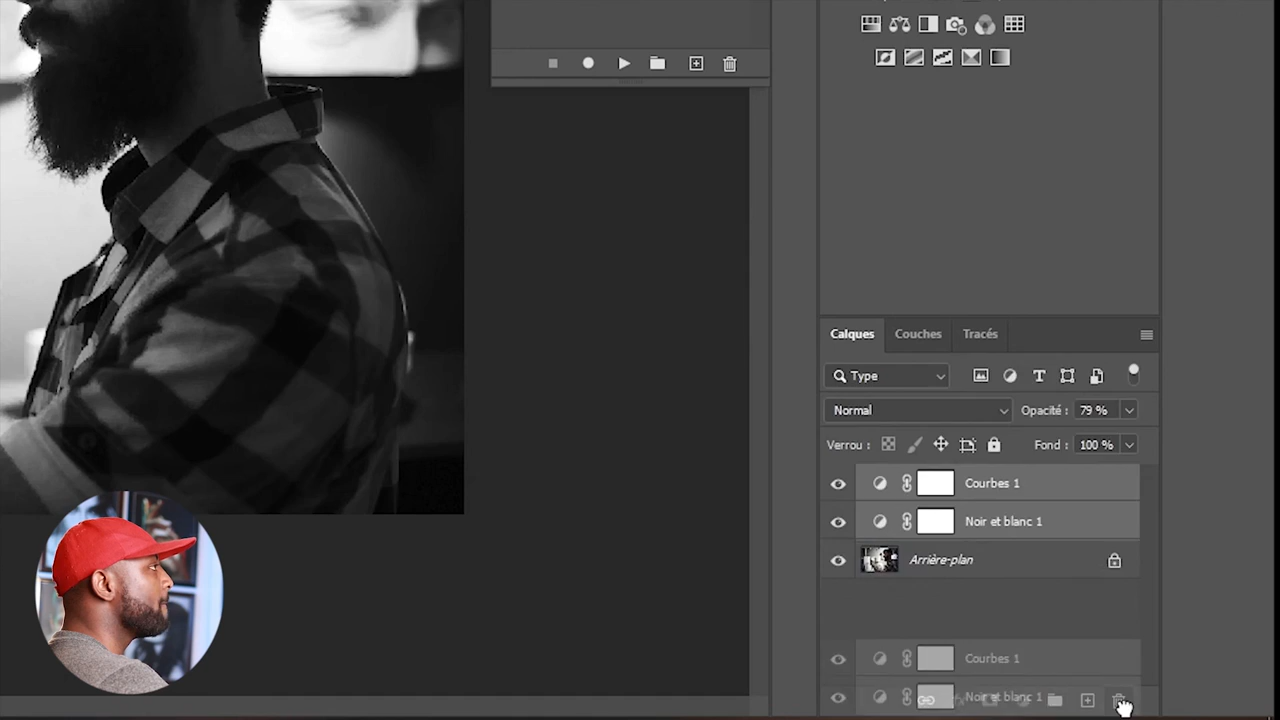 Calques Couches Tracés
Type
Normal Opacité : 79 %
Verrou : Fond : 100 %
Courbes 1
Noir et blanc 1
Arrière-plan
Courbes 1
Noir et blanc 1
fx